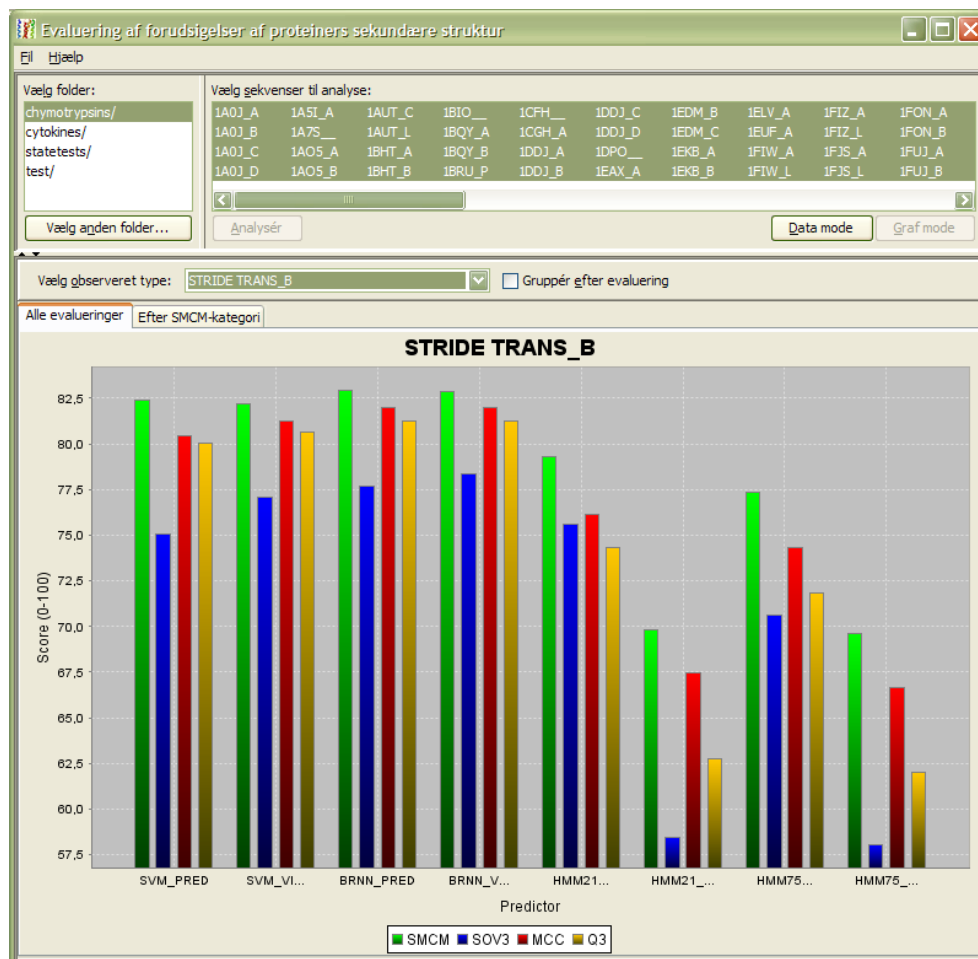 Evaluering af forudsigelser af proteiners sekundære struktur
Fil Hjælp
Vælg folder:
chymotrypsins/
cytokines/
statetests/
test/
Vælg anden folder...
Vælg sekvenser til analyse:
1A0J_A 1A5I_A 1AUT_C 1BIO__ 1CFH__ 1DDJ_C 1EDM_B 1ELV_A 1FIZ_A 1FON_A
1A0J_B 1A7S__ 1AUT_L 1BQY_A 1CGH_A 1DDJ_D 1EDM_C 1EUF_A 1FIZ_L 1FON_B
1A0J_C 1AO5_A 1BHT_A 1BQY_B 1DDJ_A 1DPO__ 1EKB_A 1FIW_A 1FJS_A 1FUJ_A
1A0J_D 1AO5_B 1BHT_B 1BRU_P 1DDJ_B 1EAX_A 1EKB_B 1FIW_L 1FJS_L 1FUJ_B
Analysér Data mode Graf mode
Vælg observeret type: STRIDE TRANS_B Gruppér efter evaluering
Alle evalueringer Efter SMCM-kategori
STRIDE TRANS_B
Score (0-100)
82,5
80,0
77,5
75,0
72,5
70,0
67,5
65,0
62,5
60,0
57,5
SVM_PRED SVM_VI... BRNN_PRED BRNN_V... HMM21... HMM21_... HMM75... HMM75_...
Predictor
SMCM SOV3 MCC Q3